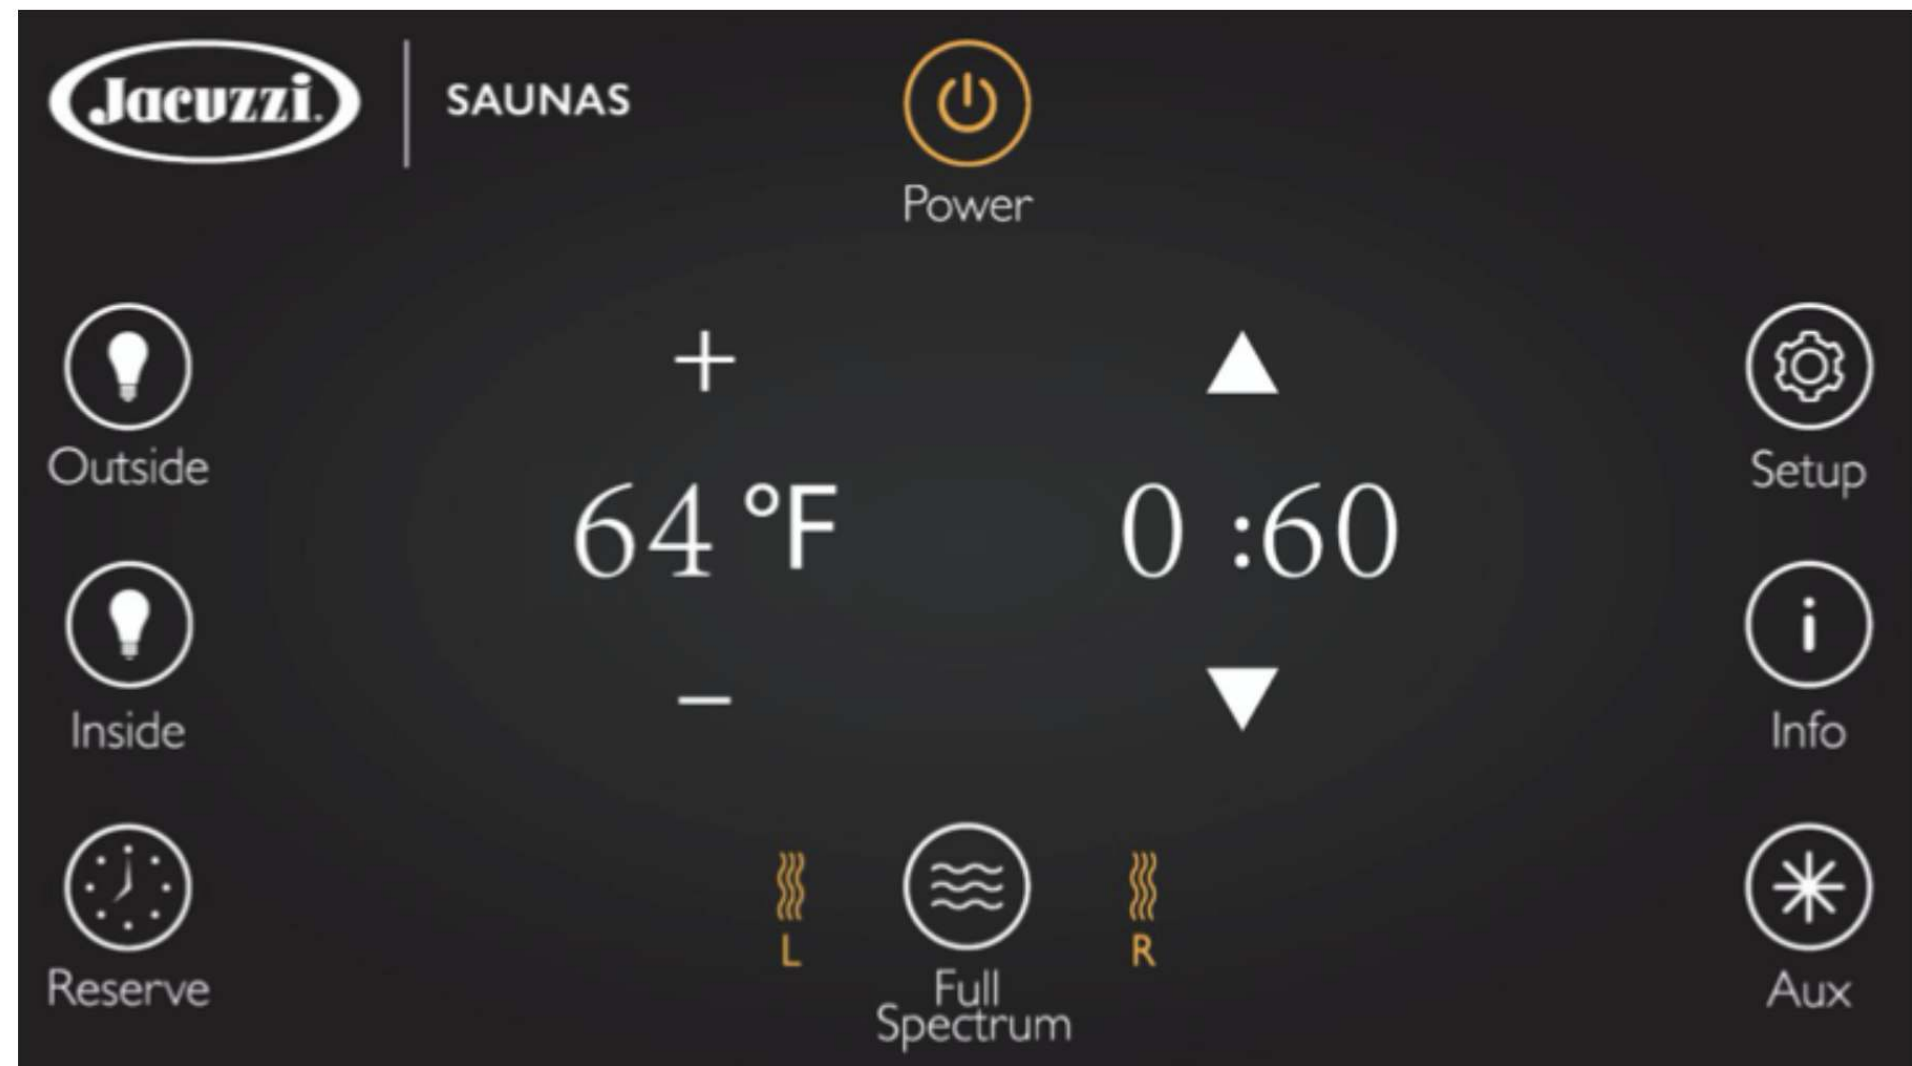 Jacuzzi.
SAUNAS
Power
Outside
Setup
64 °F
0 :60
Inside
Info
L
R
Reserve
Full
Spectrum
Aux